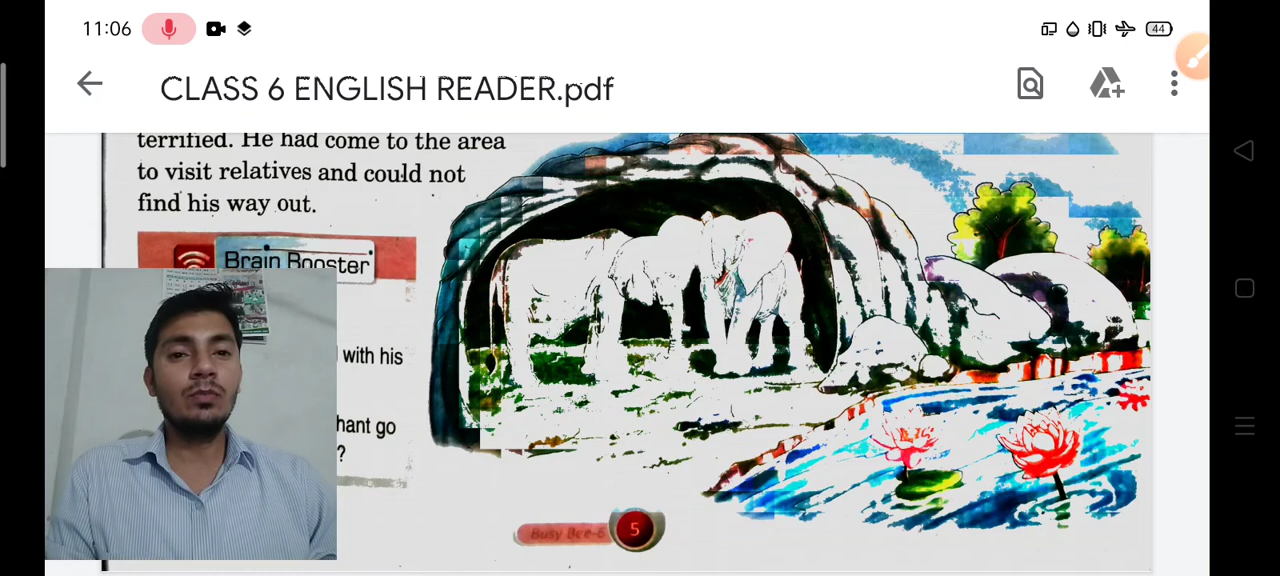 11:06
44
CLASS 6 ENGLISH READER.pdf
terrified. He had come to the area
to visit relatives and could not
find his way out.
Brain Booster
with his
hant go
?
Busy Bee-6
5